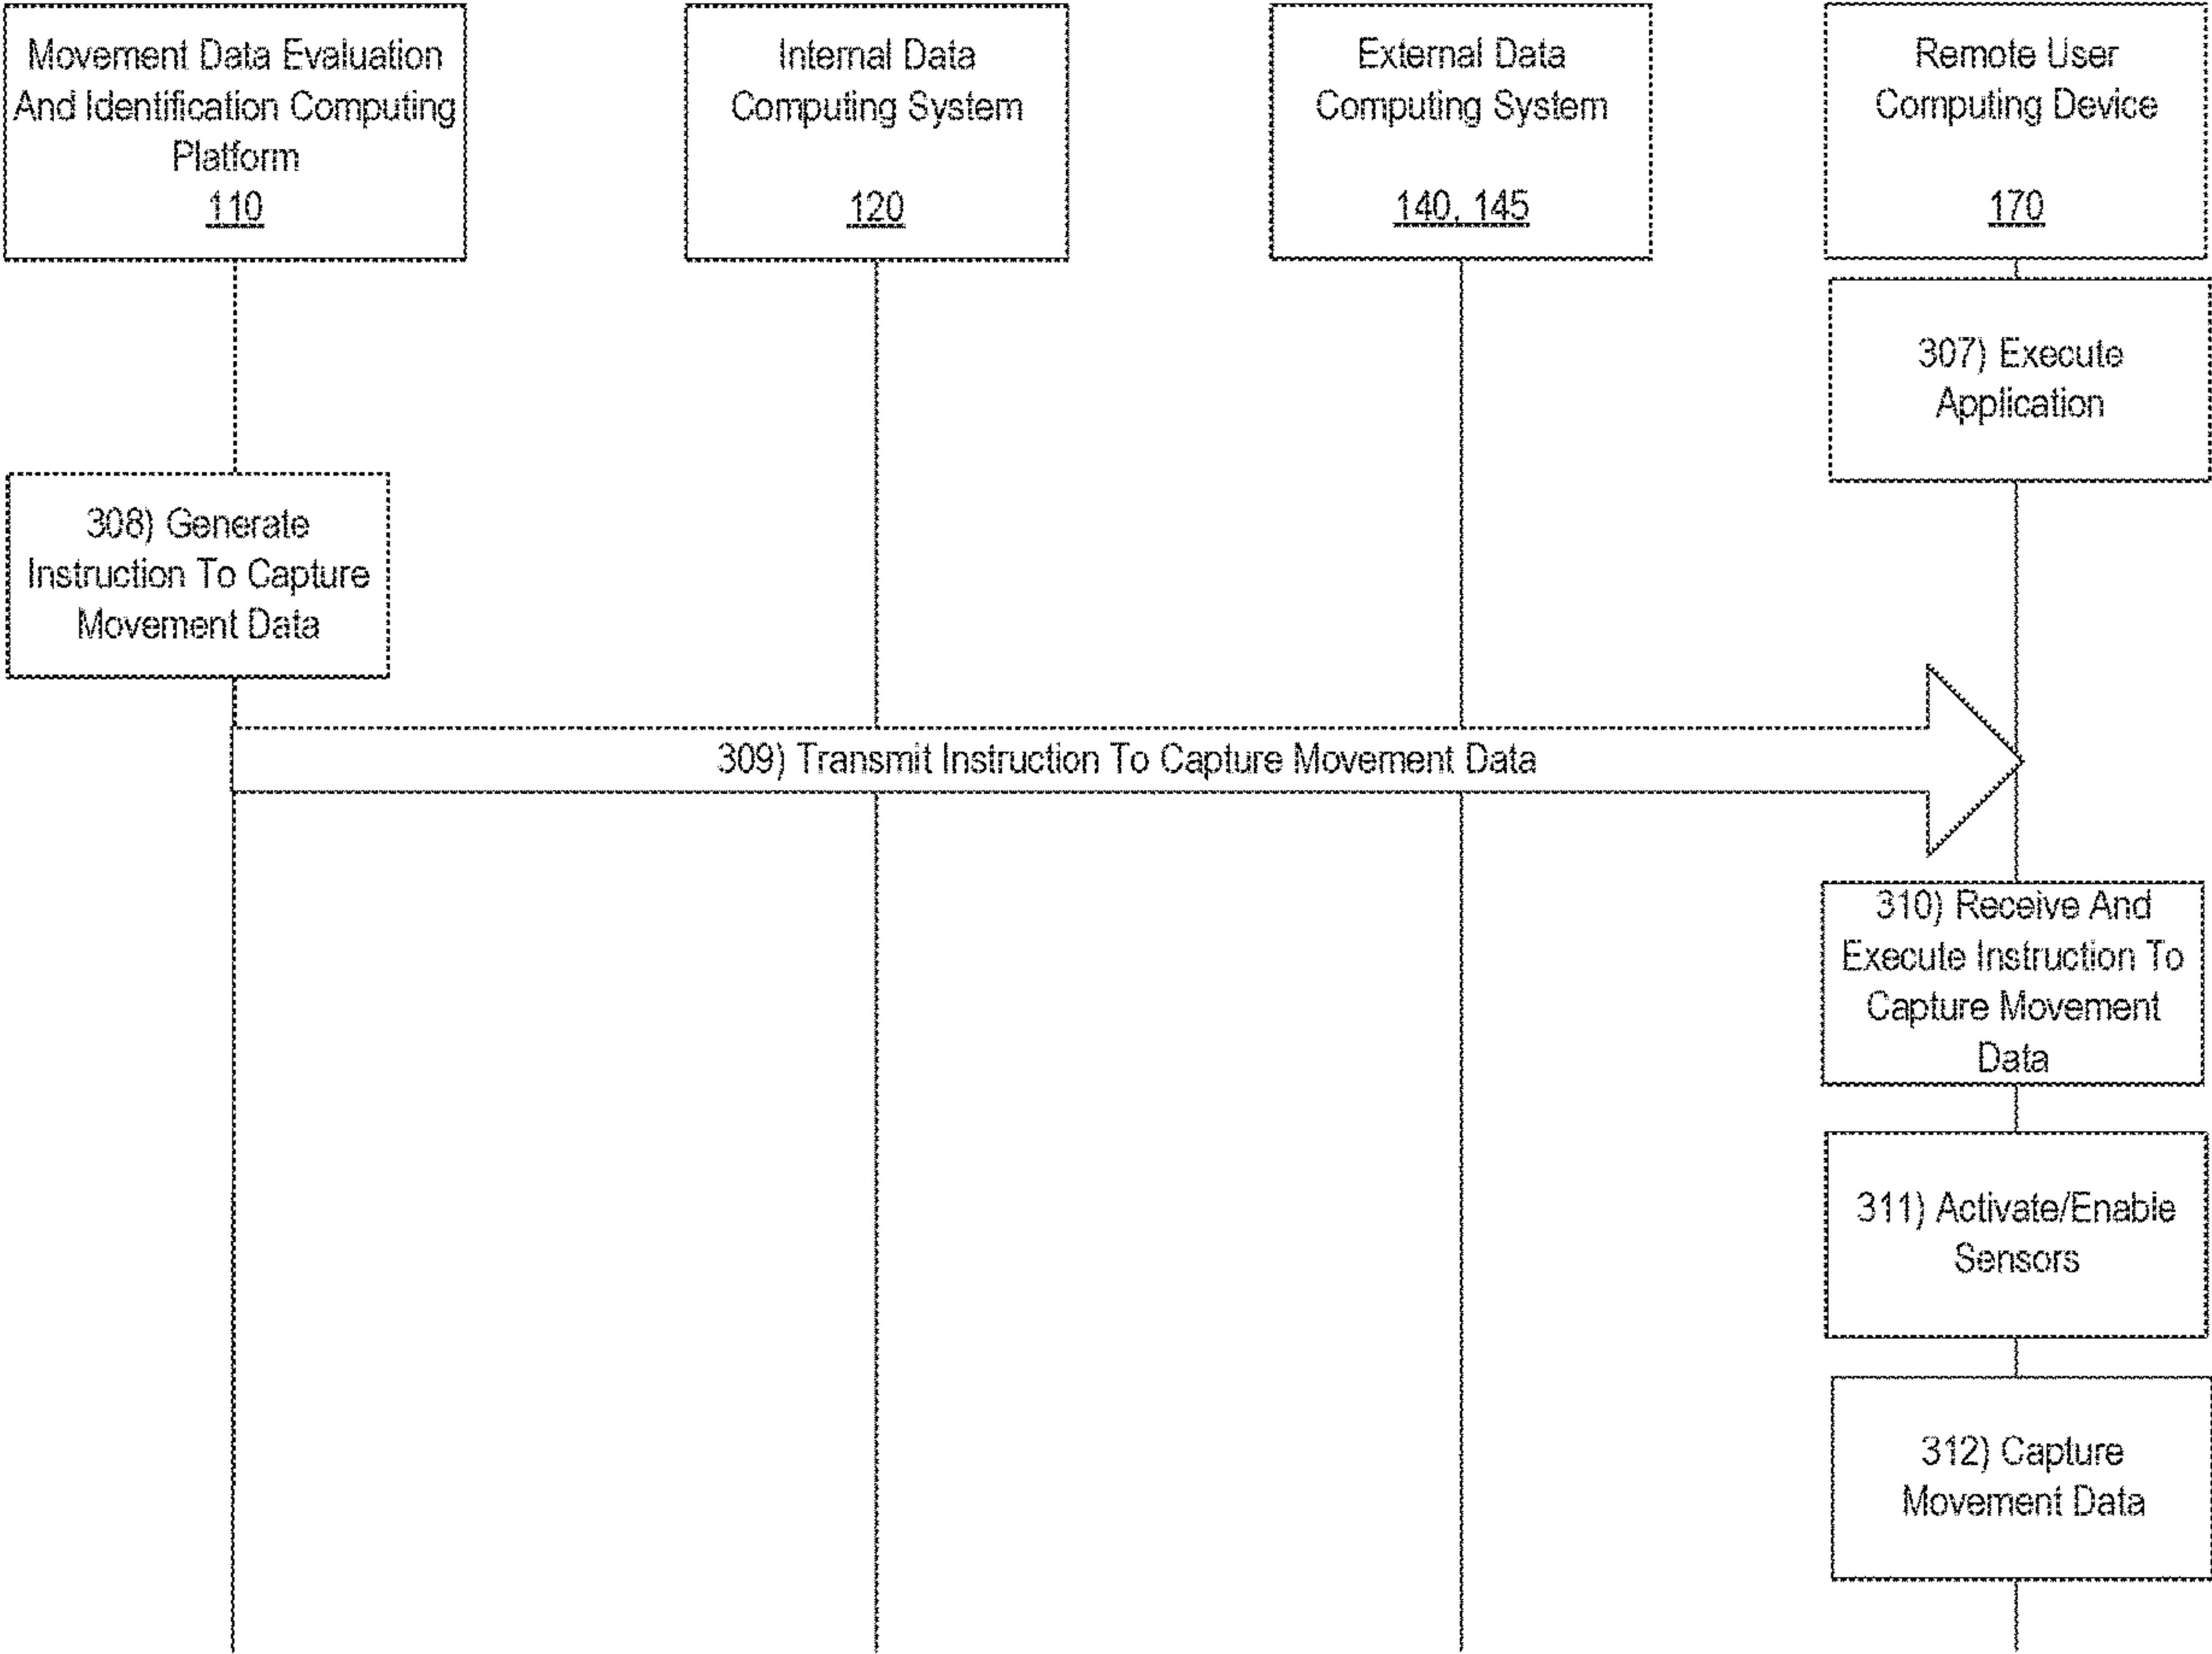 Movement Data Evaluation
And Identification Computing
Platform
110
Internal Data
Computing System
120
External Data
Computing System
140, 145
Remote User
Computing Device
170
307) Execute
Application
308) Generate
Instruction To Capture
Movement Data
309) Transmit Instruction To Capture Movement Data
310) Receive And
Execute Instruction To
Capture Movement
Data
311) Activate/Enable
Sensors
312) Capture
Movement Data